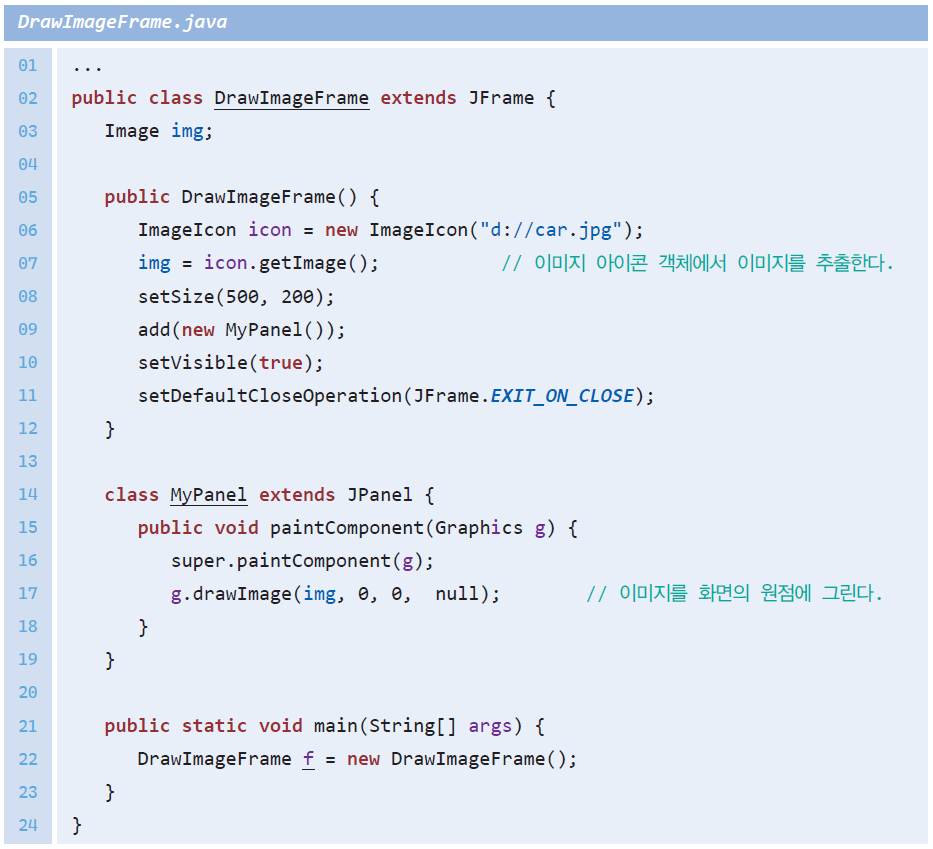 DrawImageFrame.java
01 ...
02 public class DrawImageFrame extends JFrame {
03 Image img;
04
05 public DrawImageFrame() {
06 ImageIcon icon = new ImageIcon("d://car.jpg");
07 img = icon.getImage(); // 이미지 아이콘 객체에서 이미지를 추출한다.
08 setSize(500, 200);
09 add(new MyPanel());
10 setVisible(true);
11 setDefaultCloseOperation(JFrame.EXIT_ON_CLOSE);
12 }
13
14 class MyPanel extends JPanel {
15 public void paintComponent(Graphics g) {
16 super.paintComponent(g);
17 g.drawImage(img, 0, 0, null); // 이미지를 화면의 원점에 그린다.
18 }
19 }
20
21 public static void main(String[] args) {
22 DrawImageFrame f = new DrawImageFrame();
23 }
24 }